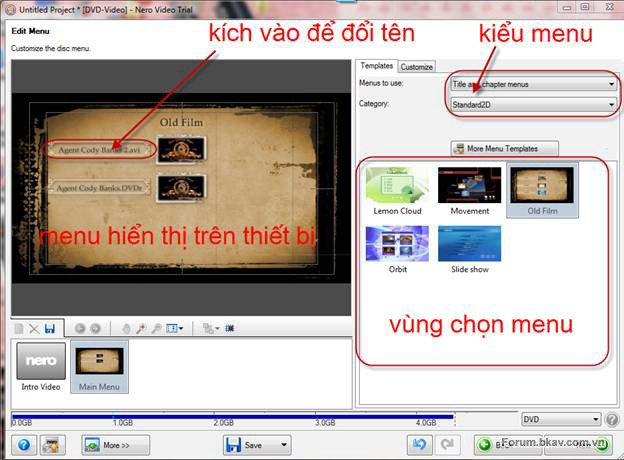 Untitled Project * [DVD-Video] - Nero Video Trial
Edit Menu
Customize the disc menu.
kích vào để đổi tên
kiểu menu
Templates
Customize
Menus to use:
Title and chapter menus
Category:
Standard2D
More Menu Templates
Old Film
Agent Cody Banks 2.avi
Agent Cody Banks.DVDr
menu hiển thị trên thiết bị
Lemon Cloud
Movement
Old Film
Orbit
Slide show
vùng chọn menu
nero
Intro Video
Main Menu
0.0GB
1.0GB
2.0GB
3.0GB
4.0GB
DVD
More >>
Save
Forum.bkav.com.vn